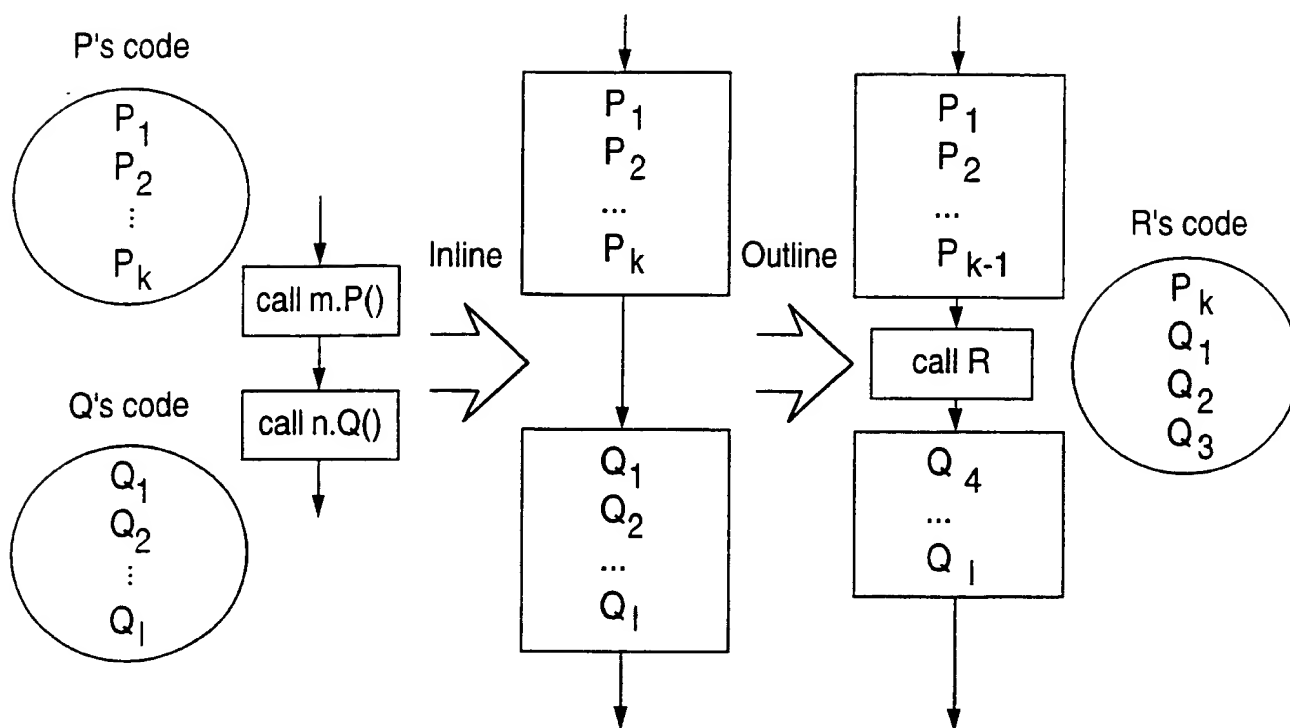 P's code
P1
P2
...
Pk
call m.P()
call n.Q()
Q's code
Q1
Q2
...
Ql
Inline
P1
P2
...
Pk
Q1
Q2
...
Ql
Outline
P1
P2
...
Pk-1
call R
Q4
...
Ql
R's code
Pk
Q1
Q2
Q3